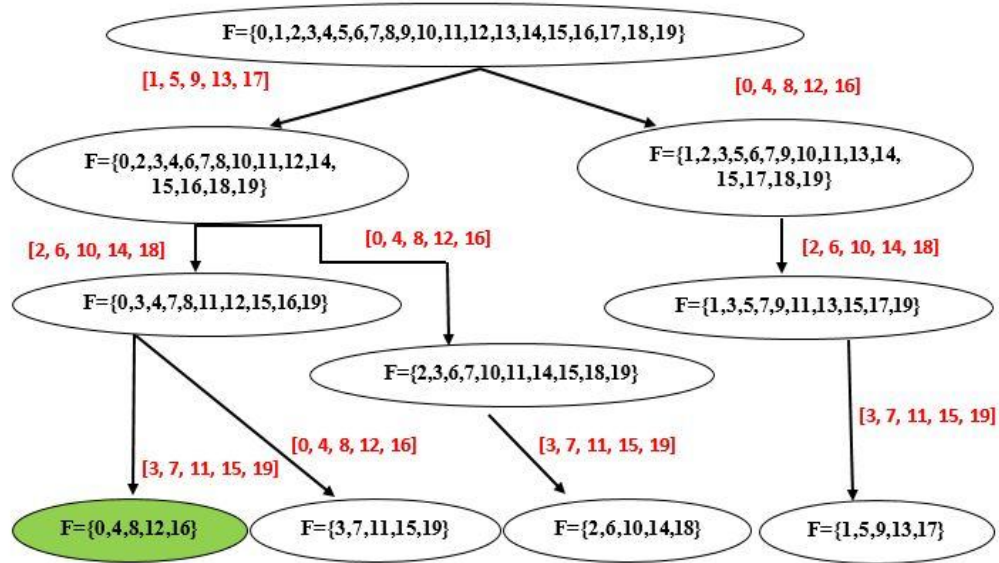 F={0,1,2,3,4,5,6,7,8,9,10,11,12,13,14,15,16,17,18,19}
[1, 5, 9, 13, 17]
[0, 4, 8, 12, 16]
F={0,2,3,4,6,7,8,10,11,12,14,
15,16,18,19}
F={1,2,3,5,6,7,9,10,11,13,14,
15,17,18,19}
[2, 6, 10, 14, 18]
[0, 4, 8, 12, 16]
[2, 6, 10, 14, 18]
F={0,3,4,7,8,11,12,15,16,19}
F={1,3,5,7,9,11,13,15,17,19}
F={2,3,6,7,10,11,14,15,18,19}
[3, 7, 11, 15, 19]
[0, 4, 8, 12, 16]
[3, 7, 11, 15, 19]
[3, 7, 11, 15, 19]
F={0,4,8,12,16}
F={3,7,11,15,19}
F={2,6,10,14,18}
F={1,5,9,13,17}